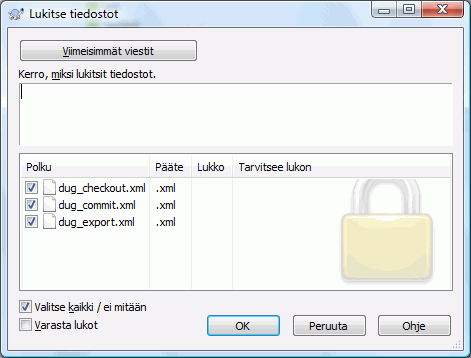 Lukitse tiedostot
Viimeisimmät viestit
Kerro, miksi lukitsit tiedostot.
Polku Pääte Lukko Tarvitsee lukon
dug_checkout.xml .xml
dug_commit.xml .xml
dug_export.xml .xml
Valitse kaikki / ei mitään
Varasta lukot
OK Peruuta Ohje